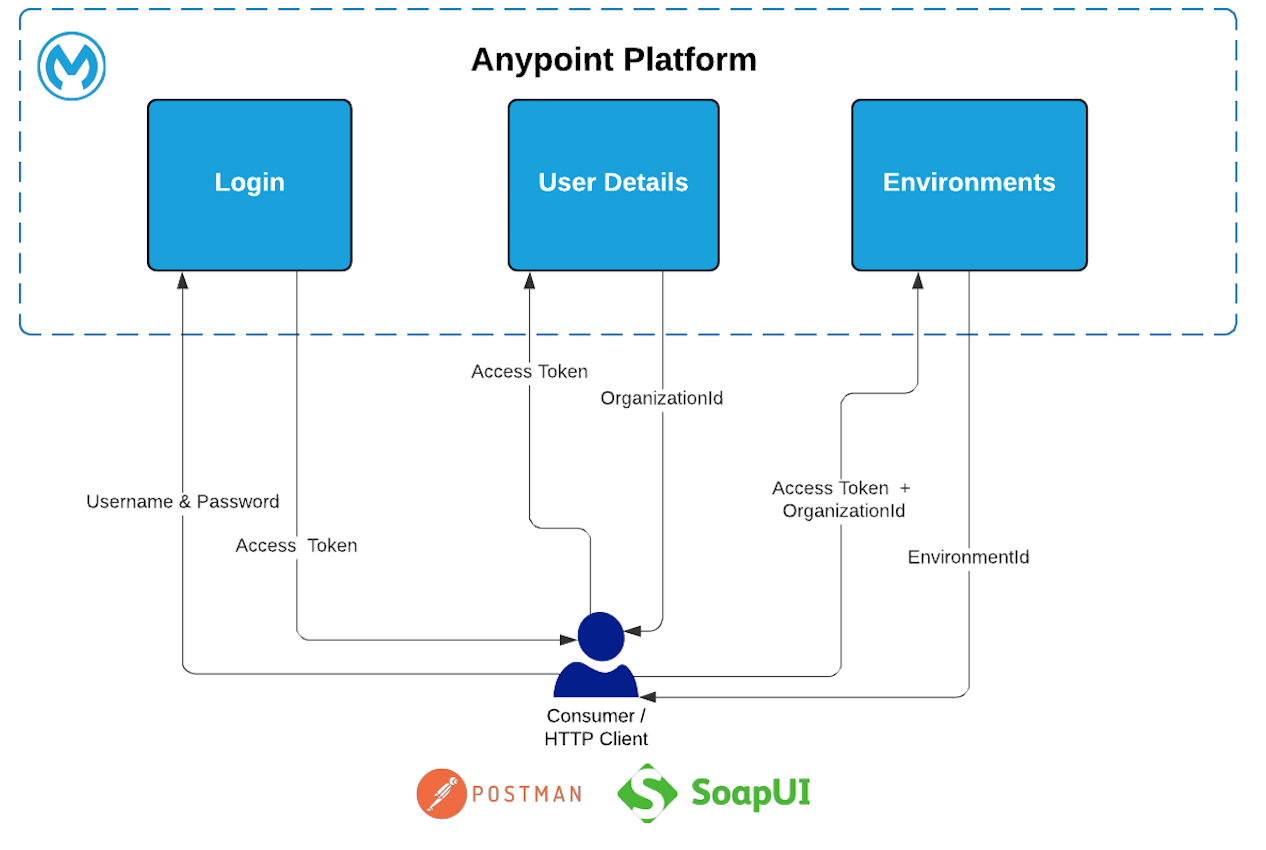 Anypoint Platform
Login
User Details
Environments
Access Token
OrganizationId
Username & Password
Access Token
Access Token +
OrganizationId
EnvironmentId
Consumer /
HTTP Client
POSTMAN
SoapUI